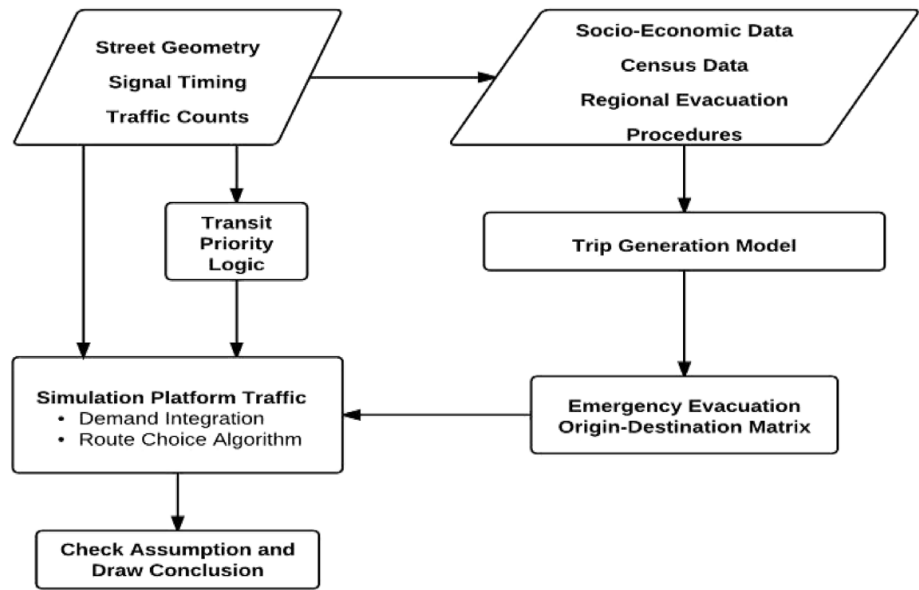 Street Geometry
Signal Timing
Traffic Counts
Socio-Economic Data
Census Data
Regional Evacuation
Procedures
Transit
Priority
Logic
Trip Generation Model
Simulation Platform Traffic
• Demand Integration
• Route Choice Algorithm
Emergency Evacuation
Origin-Destination Matrix
Check Assumption and
Draw Conclusion